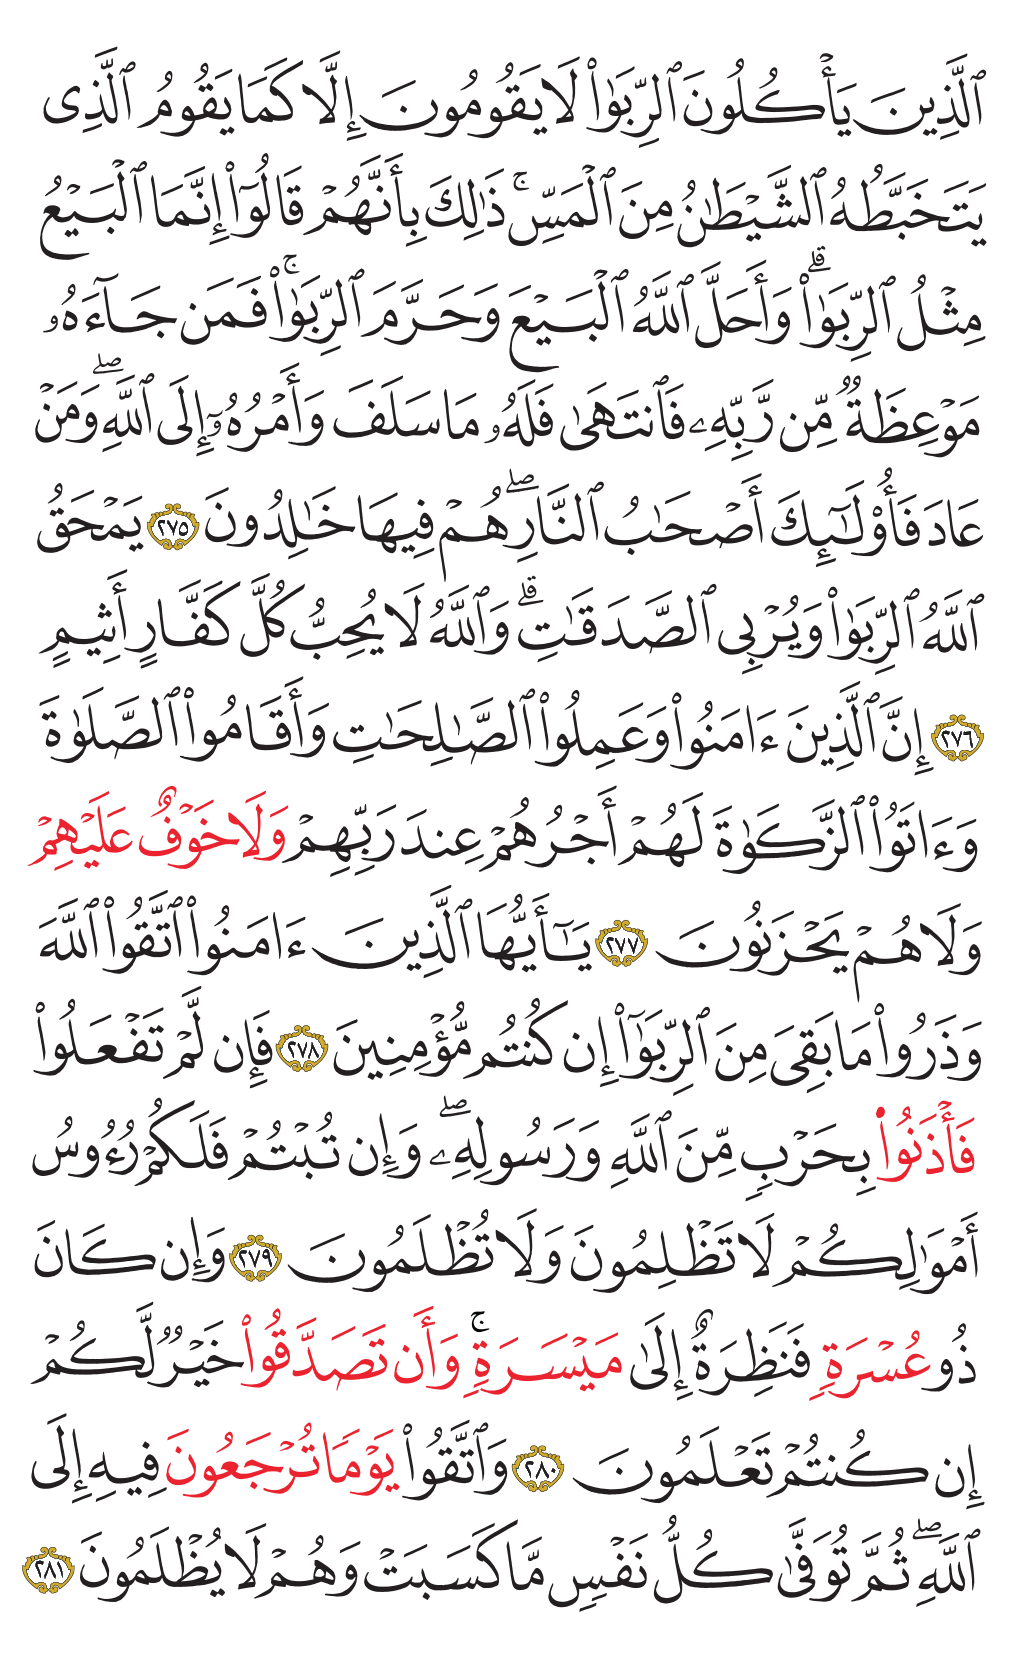 ٱلَّذِينَ يَأۡكُلُونَ ٱلرِّبَوٰاْ لَا يَقُومُونَ إِلَّا كَمَا يَقُومُ ٱلَّذِى
يَتَخَبَّطُهُ ٱلشَّيۡطَٰنُ مِنَ ٱلۡمَسِّۚ ذَٰلِكَ بِأَنَّهُمۡ قَالُوٓاْ إِنَّمَا ٱلۡبَيۡعُ
مِثۡلُ ٱلرِّبَوٰاْۗ وَأَحَلَّ ٱللَّهُ ٱلۡبَيۡعَ وَحَرَّمَ ٱلرِّبَوٰاْۚ فَمَن جَآءَهُۥ
مَوۡعِظَةٌ مِّن رَّبِّهِۦ فَٱنتَهَىٰ فَلَهُۥ مَا سَلَفَ وَأَمۡرُهُۥٓ إِلَى ٱللَّهِۖ وَمَنۡ
عَادَ فَأُوْلَٰٓئِكَ أَصۡحَٰبُ ٱلنَّارِۖ هُمۡ فِيهَا خَٰلِدُونَ ٢٧٥ يَمۡحَقُ
ٱللَّهُ ٱلرِّبَوٰاْ وَيُرۡبِى ٱلصَّدَقَٰتِۗ وَٱللَّهُ لَا يُحِبُّ كُلَّ كَفَّارٍ أَثِيمٍ
٢٧٦ إِنَّ ٱلَّذِينَ ءَامَنُواْ وَعَمِلُواْ ٱلصَّٰلِحَٰتِ وَأَقَامُواْ ٱلصَّلَوٰةَ
وَءَاتَوُاْ ٱلزَّكَوٰةَ لَهُمۡ أَجۡرُهُمۡ عِندَ رَبِّهِمۡ وَلَا خَوۡفٌ عَلَيۡهِمۡ
وَلَا هُمۡ يَحۡزَنُونَ ٢٧٧ يَٰٓأَيُّهَا ٱلَّذِينَ ءَامَنُواْ ٱتَّقُواْ ٱللَّهَ
وَذَرُواْ مَا بَقِىَ مِنَ ٱلرِّبَوٰٓاْ إِن كُنتُم مُّؤۡمِنِينَ ٢٧٨ فَإِن لَّمۡ تَفۡعَلُواْ
فَأۡذَنُواْ بِحَرۡبٍ مِّنَ ٱللَّهِ وَرَسُولِهِۦۖ وَإِن تُبۡتُمۡ فَلَكُمۡ رُءُوسُ
أَمۡوَٰلِكُمۡ لَا تَظۡلِمُونَ وَلَا تُظۡلَمُونَ ٢٧٩ وَإِن كَانَ
ذُو عُسۡرَةٍ فَنَظِرَةٌ إِلَىٰ مَيۡسَرَةٍۚ وَأَن تَصَدَّقُواْ خَيۡرٌ لَّكُمۡ
إِن كُنتُمۡ تَعۡلَمُونَ ٢٨٠ وَٱتَّقُواْ يَوۡمًا تُرۡجَعُونَ فِيهِ إِلَى
ٱللَّهِۖ ثُمَّ تُوَفَّىٰ كُلُّ نَفۡسٍ مَّا كَسَبَتۡ وَهُمۡ لَا يُظۡلَمُونَ ٢٨١